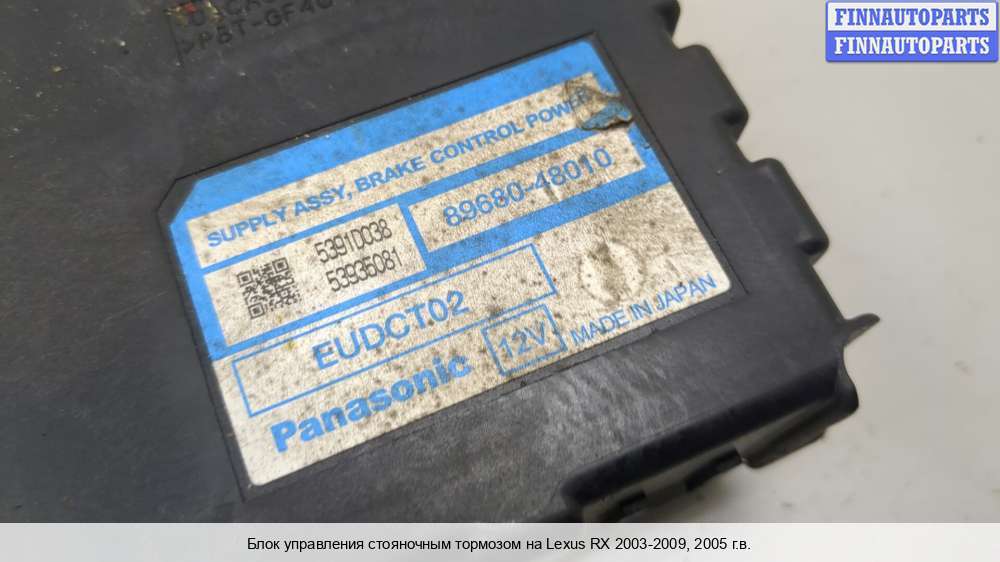 FINNAUTOPARTS
FINNAUTOPARTS
>PBT-GF40
SUPPLY ASSY, BRAKE CONTROL POWER
5391D038
53935081
89680-48010
EUDCT02
Panasonic
12V
MADE IN JAPAN
Блок управления стояночным тормозом на Lexus RX 2003-2009, 2005 г.в.